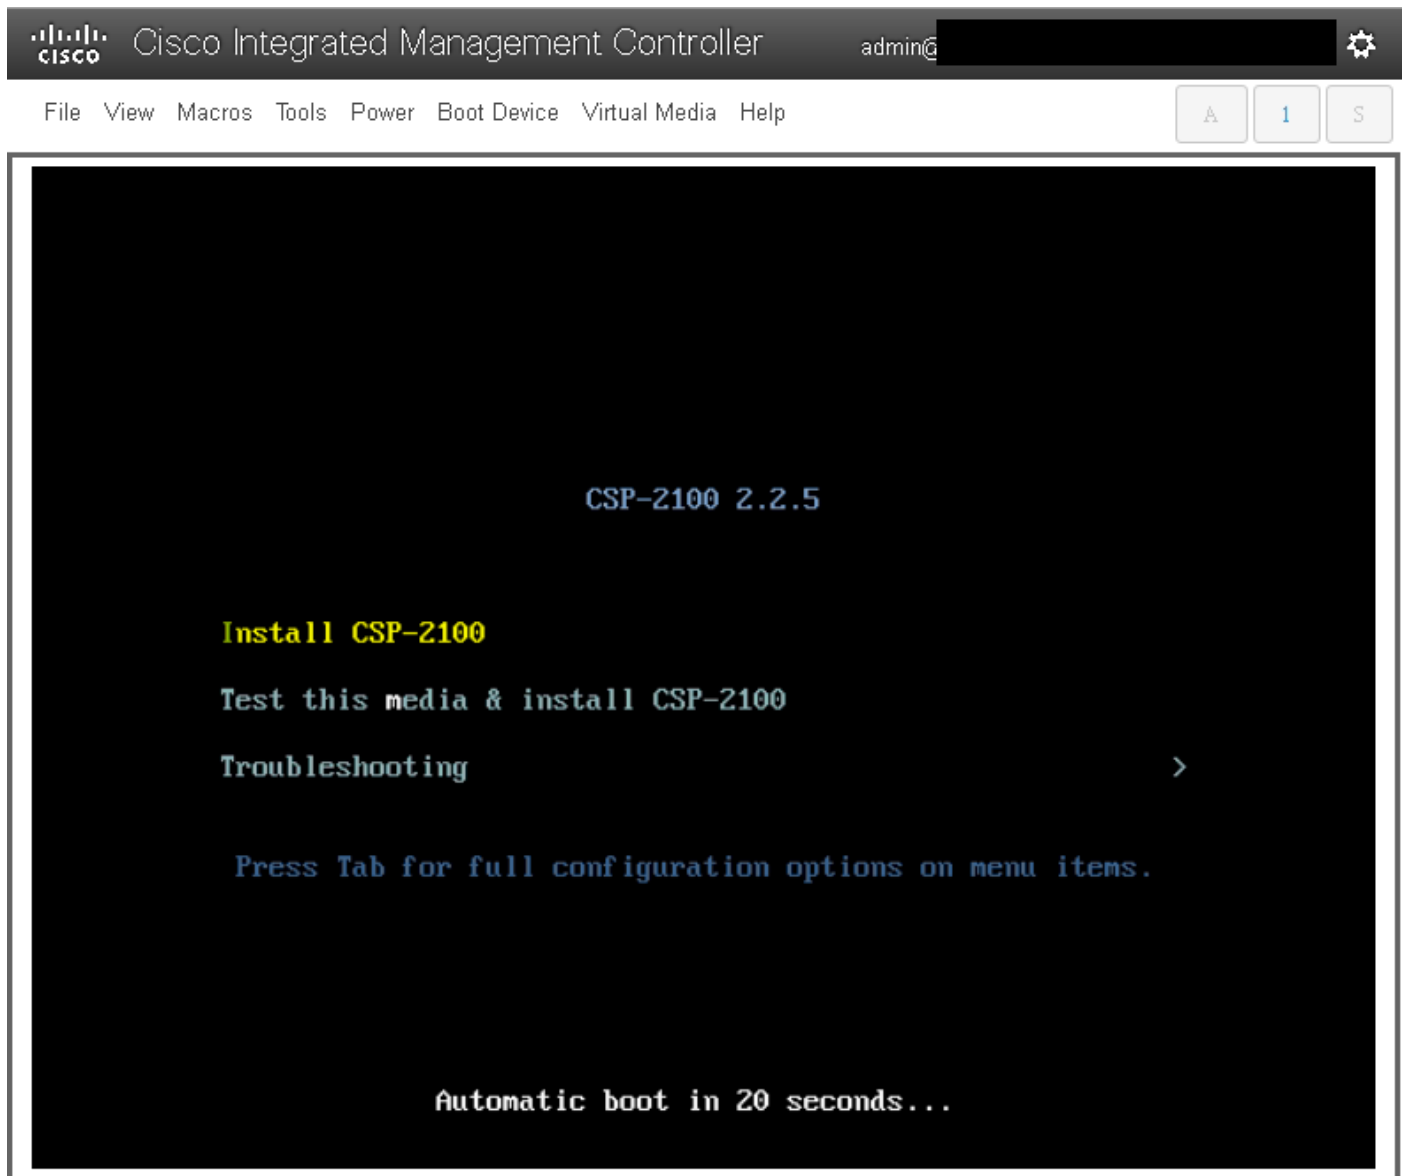 CISCO Cisco Integrated Management Controller admin@
File View Macros Tools Power Boot Device Virtual Media Help A 1 S
CSP-2100 2.2.5
Install CSP-2100
Test this media & install CSP-2100
Troubleshooting >
Press Tab for full configuration options on menu items.
Automatic boot in 20 seconds...